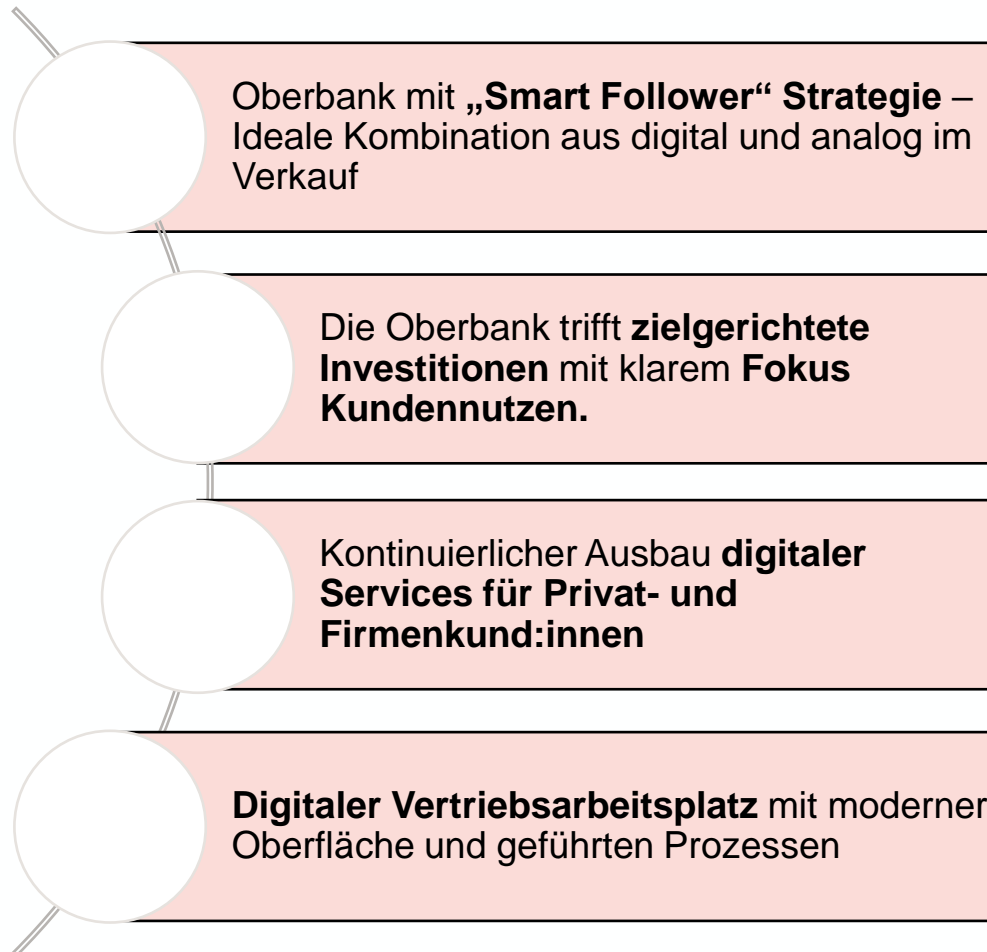 Oberbank mit „Smart Follower“ Strategie –
Ideale Kombination aus digital und analog im
Verkauf
Die Oberbank trifft zielgerichtete
Investitionen mit klarem Fokus
Kundennutzen.
Kontinuierlicher Ausbau digitaler
Services für Privat- und
Firmenkund:innen
Digitaler Vertriebsarbeitsplatz mit moderner
Oberfläche und geführten Prozessen